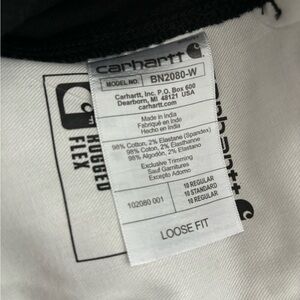 carhartt
MODEL NO. BN2080-W
Carhartt, Inc. P.O. Box 600
Dearborn, MI 48121 USA
carhartt.com
Made in India
Fabriqué en Inde
Hecho en India
98% Cotton, 2% Elastane (Spandex)
98% Coton, 2% Elastane
98% Algodón, 2% Elastano
Exclusive Trimming
Sauf Garnitures
Excepto Adorno
102080 001
10 REGULAR
10 STANDARD
10 REGULAR
LOOSE FIT
RUGGED
FLEX